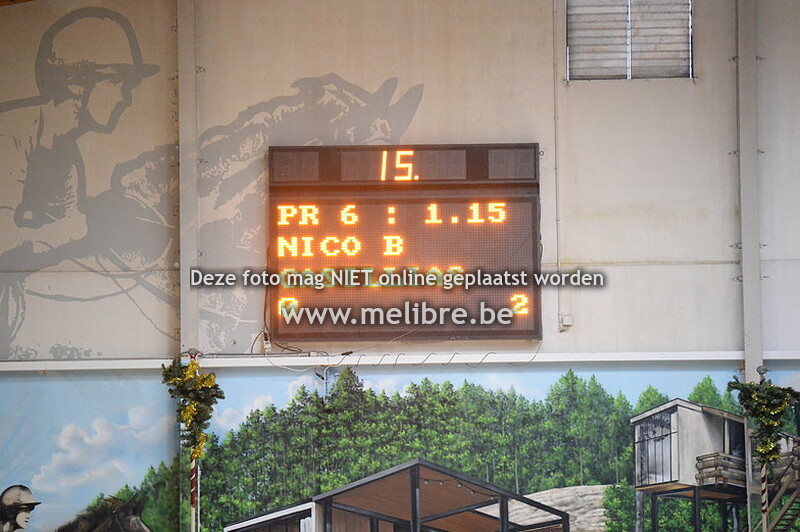 15.
PR 6 : 1.15
NICO B
Deze foto mag NIET online geplaatst worden
2
www.melibre.be